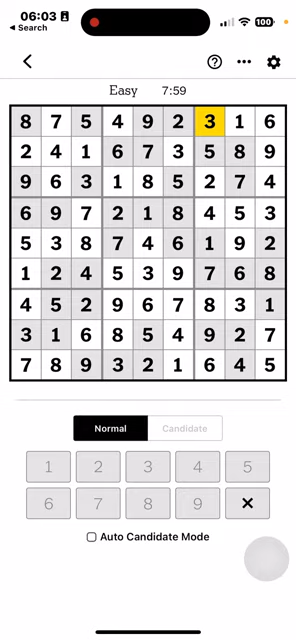 06:03
100
Search
Easy 7:59
8 7 5 4 9 2 3 1 6
2 4 1 6 7 3 5 8 9
9 6 3 1 8 5 2 7 4
6 9 7 2 1 8 4 5 3
5 3 8 7 4 6 1 9 2
1 2 4 5 3 9 7 6 8
4 5 2 9 6 7 8 3 1
3 1 6 8 5 4 9 2 7
7 8 9 3 2 1 6 4 5
Normal Candidate
1 2 3 4 5
6 7 8 9 ×
Auto Candidate Mode